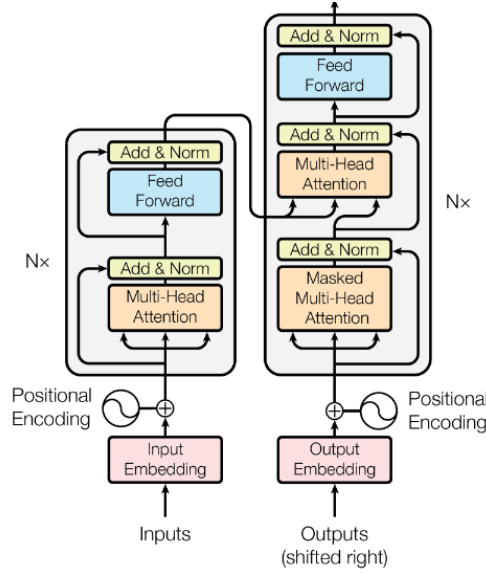 Add & Norm
Feed
Forward
Add & Norm
Multi-Head
Attention
Add & Norm
Masked
Multi-Head
Attention
Nx
Add & Norm
Feed
Forward
Add & Norm
Multi-Head
Attention
Nx
Positional
Encoding
Positional
Encoding
Input
Embedding
Output
Embedding
Inputs
Outputs
(shifted right)